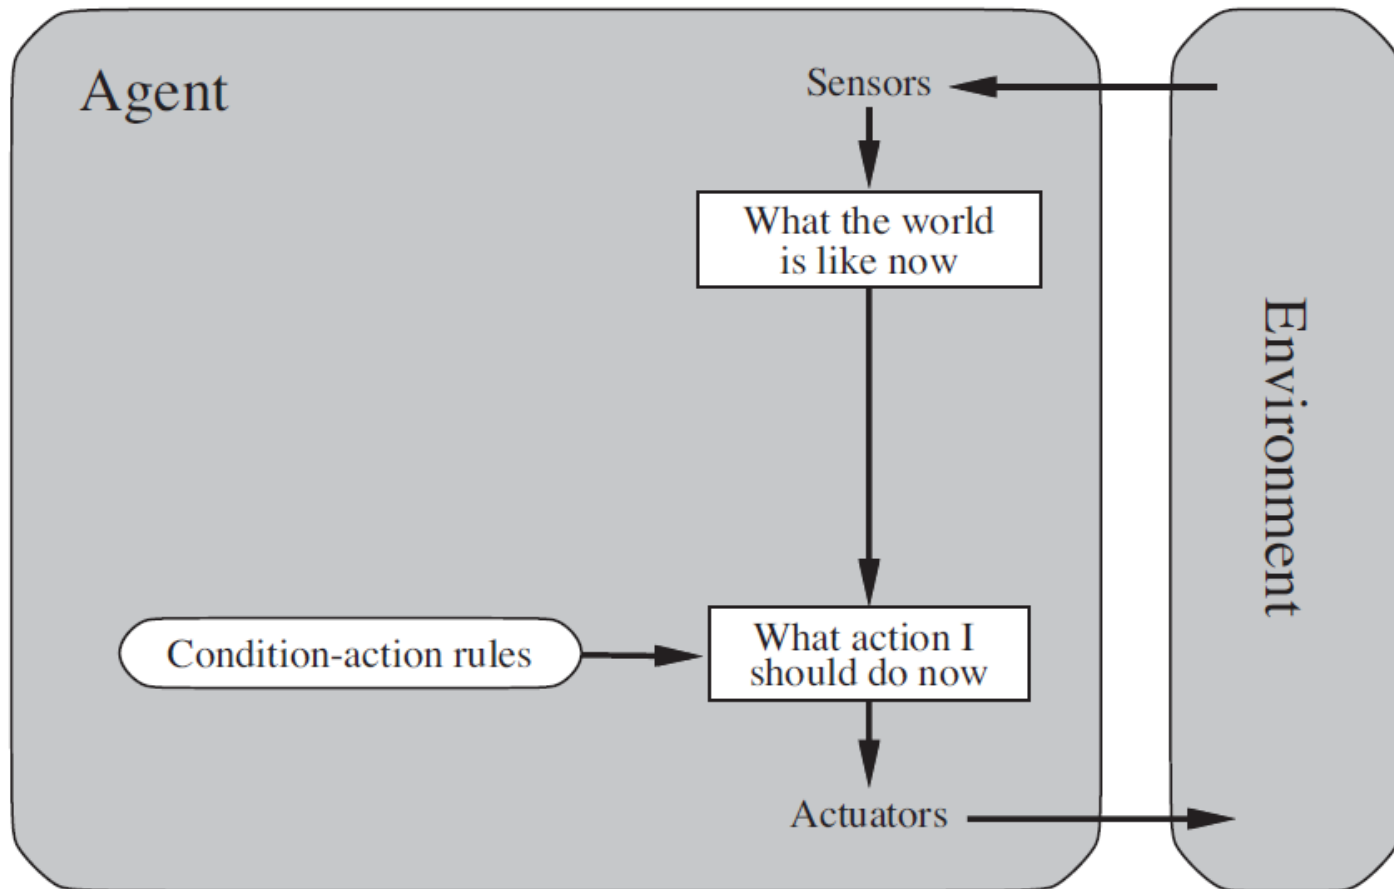 Agent
Sensors
What the world
is like now
Environment
Condition-action rules
What action I
should do now
Actuators